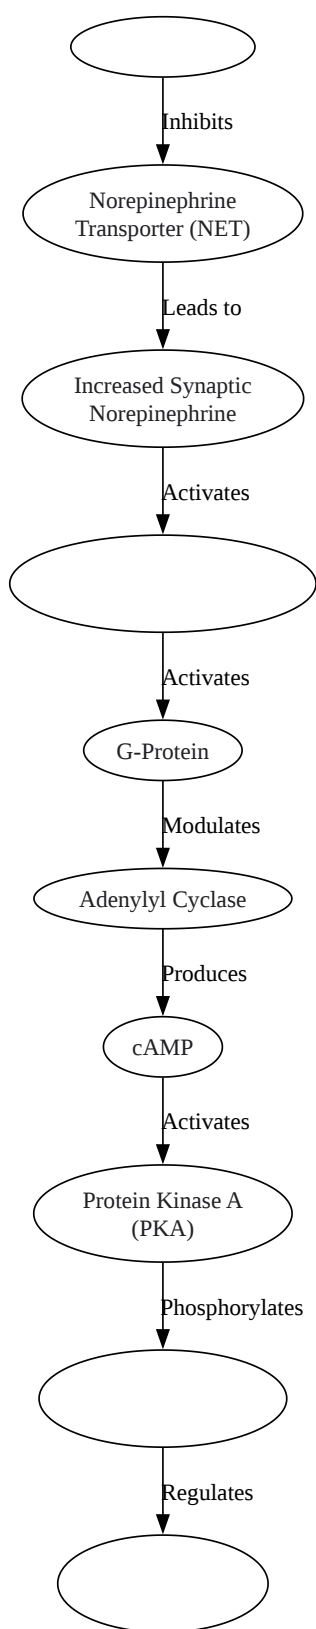 Inhibits
Norepinephrine
Transporter (NET)
Leads to
Increased Synaptic
Norepinephrine
Activates
Activates
G-Protein
Modulates
Adenylyl Cyclase
Produces
cAMP
Activates
Protein Kinase A
(PKA)
Phosphorylates
Regulates